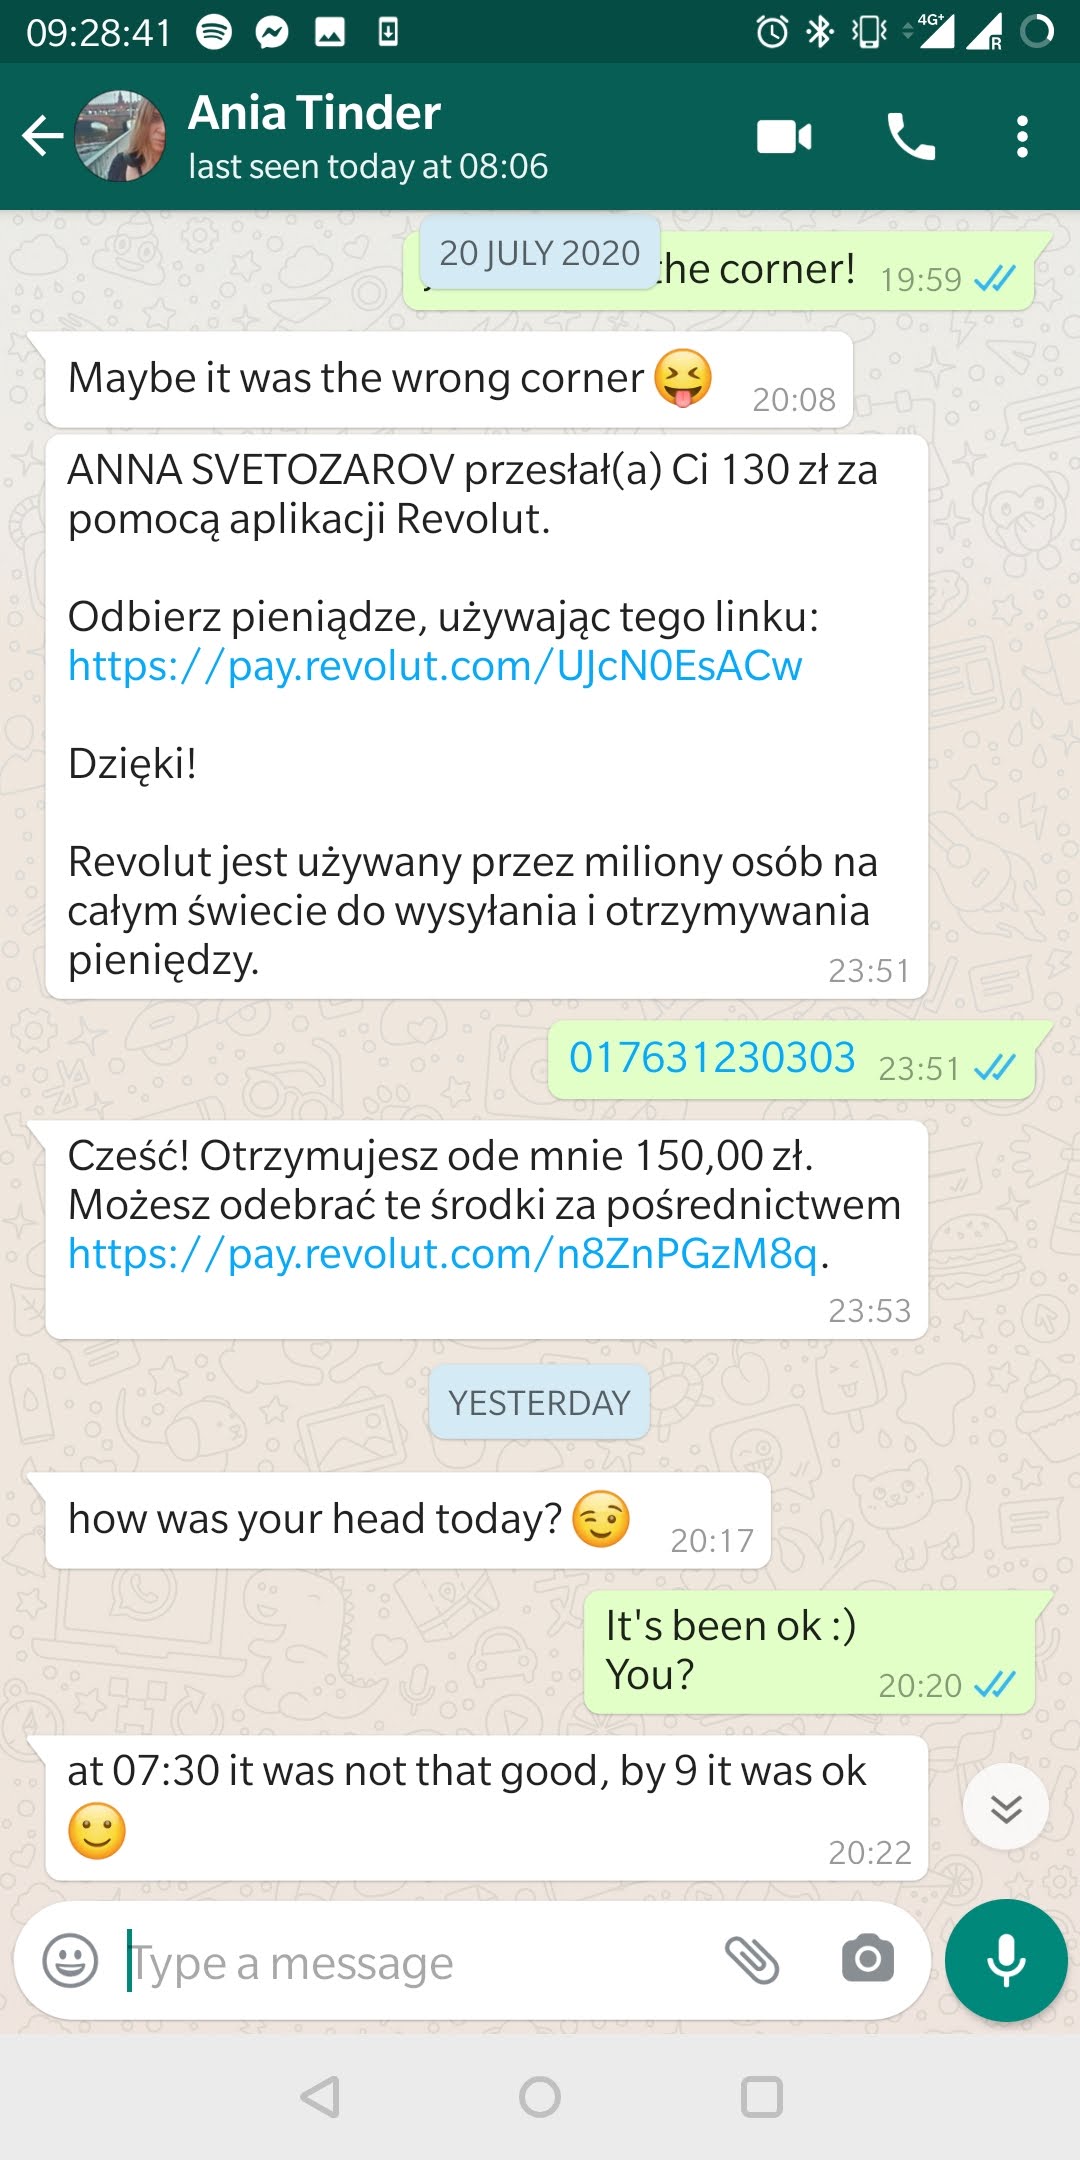 09:28:41
4G+
R
Ania Tinder
last seen today at 08:06
20 JULY 2020
the corner! 19:59
Maybe it was the wrong corner 😝 20:08
ANNA SVETOZAROV przesłał(a) Ci 130 zł za
pomocą aplikacji Revolut.
Odbierz pieniądze, używając tego linku:
https://pay.revolut.com/UJcN0EsACw
Dzięki!
Revolut jest używany przez miliony osób na
całym świecie do wysyłania i otrzymywania
pieniędzy. 23:51
017631230303 23:51
Cześć! Otrzymujesz ode mnie 150,00 zł.
Możesz odebrać te środki za pośrednictwem
https://pay.revolut.com/n8ZnPGzM8q.
23:53
YESTERDAY
how was your head today? 😉 20:17
It's been ok :)
You? 20:20
at 07:30 it was not that good, by 9 it was ok
🙂 20:22
Type a message